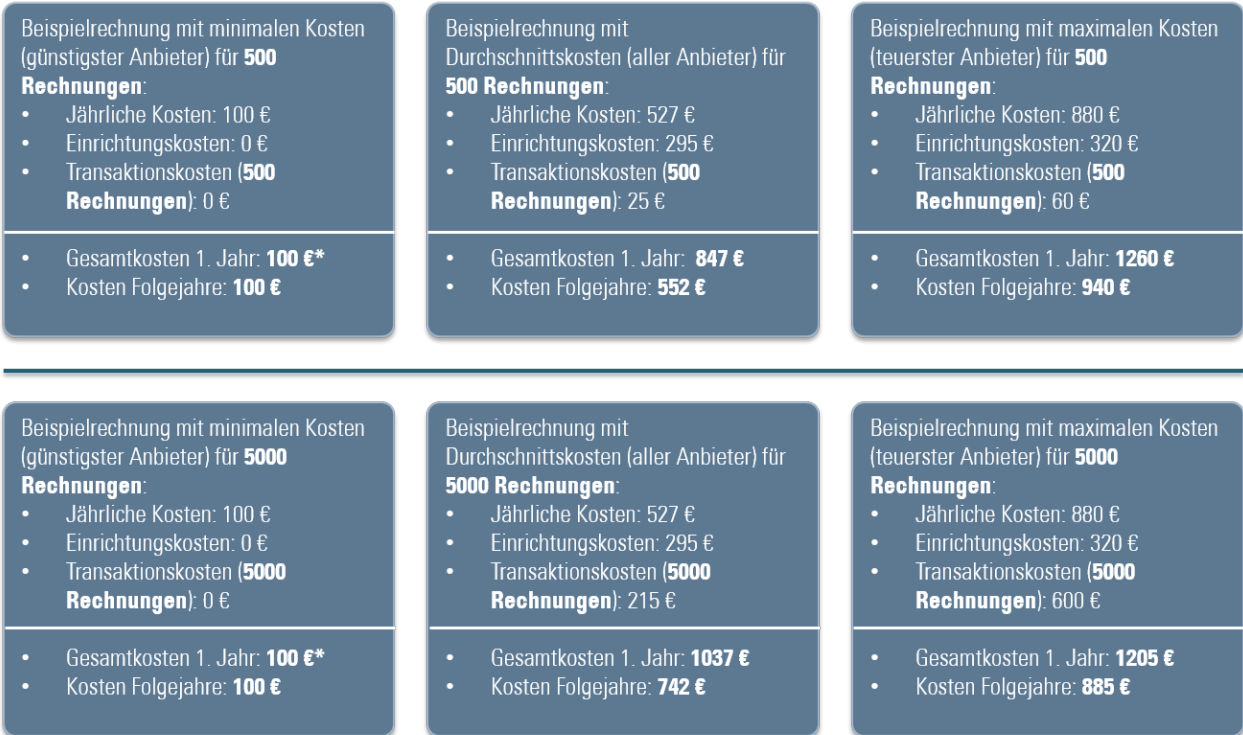 Beispielrechnung mit minimalen Kosten
(günstigster Anbieter) für 500
Rechnungen:
• Jährliche Kosten: 100 €
• Einrichtungskosten: 0 €
• Transaktionskosten (500
Rechnungen): 0 €
• Gesamtkosten 1. Jahr: 100 €*
• Kosten Folgejahre: 100 €
Beispielrechnung mit
Durchschnittskosten (aller Anbieter) für
500 Rechnungen:
• Jährliche Kosten: 527 €
• Einrichtungskosten: 295 €
• Transaktionskosten (500
Rechnungen): 25 €
• Gesamtkosten 1. Jahr: 847 €
• Kosten Folgejahre: 552 €
Beispielrechnung mit maximalen Kosten
(teuerster Anbieter) für 500
Rechnungen:
• Jährliche Kosten: 880 €
• Einrichtungskosten: 320 €
• Transaktionskosten (500
Rechnungen): 60 €
• Gesamtkosten 1. Jahr: 1260 €
• Kosten Folgejahre: 940 €
Beispielrechnung mit minimalen Kosten
(günstigster Anbieter) für 5000
Rechnungen:
• Jährliche Kosten: 100 €
• Einrichtungskosten: 0 €
• Transaktionskosten (5000
Rechnungen): 0 €
• Gesamtkosten 1. Jahr: 100 €*
• Kosten Folgejahre: 100 €
Beispielrechnung mit
Durchschnittskosten (aller Anbieter) für
5000 Rechnungen:
• Jährliche Kosten: 527 €
• Einrichtungskosten: 295 €
• Transaktionskosten (5000
Rechnungen): 215 €
• Gesamtkosten 1. Jahr: 1037 €
• Kosten Folgejahre: 742 €
Beispielrechnung mit maximalen Kosten
(teuerster Anbieter) für 5000
Rechnungen:
• Jährliche Kosten: 880 €
• Einrichtungskosten: 320 €
• Transaktionskosten (5000
Rechnungen): 600 €
• Gesamtkosten 1. Jahr: 1205 €
• Kosten Folgejahre: 885 €